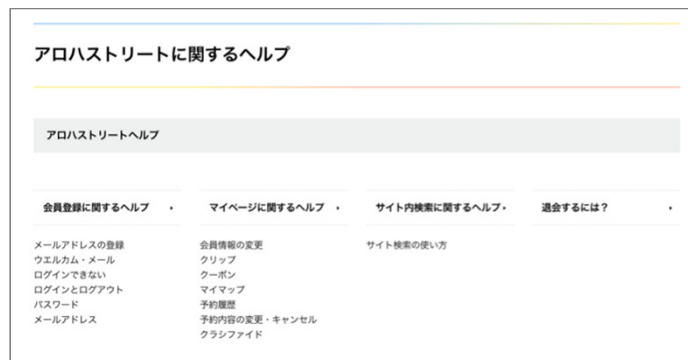 アロハストリートに関するヘルプ
アロハストリートヘルプ
会員登録に関するヘルプ
メールアドレスの登録
ウエルカム・メール
ログインできない
ログインとログアウト
パスワード
メールアドレス
マイページに関するヘルプ
会員情報の変更
クリップ
クーポン
マイマップ
予約履歴
予約内容の変更・キャンセル
クラシファイド
サイト内検索に関するヘルプ
サイト検索の使い方
退会するには？